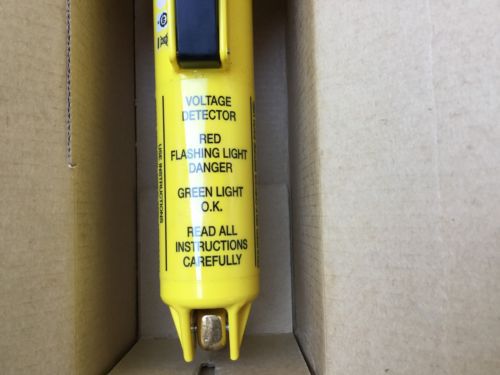 VOLTAGE
DETECTOR
RED
FLASHING LIGHT
DANGER
GREEN LIGHT
O.K.
READ ALL
INSTRUCTIONS
CAREFULLY
USE INSTRUCTIONS